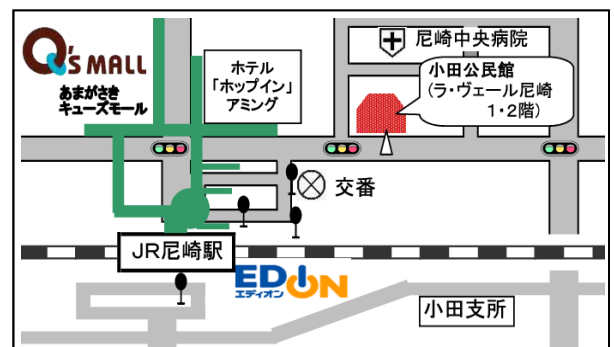 Q's MALL
あまがさき
キューズモール
ホテル
「ホップイン」
アミング
尼崎中央病院
小田公民館
(ラ・ヴェール尼崎
1・2階)
交番
JR尼崎駅
EDION
エディオン
小田支所